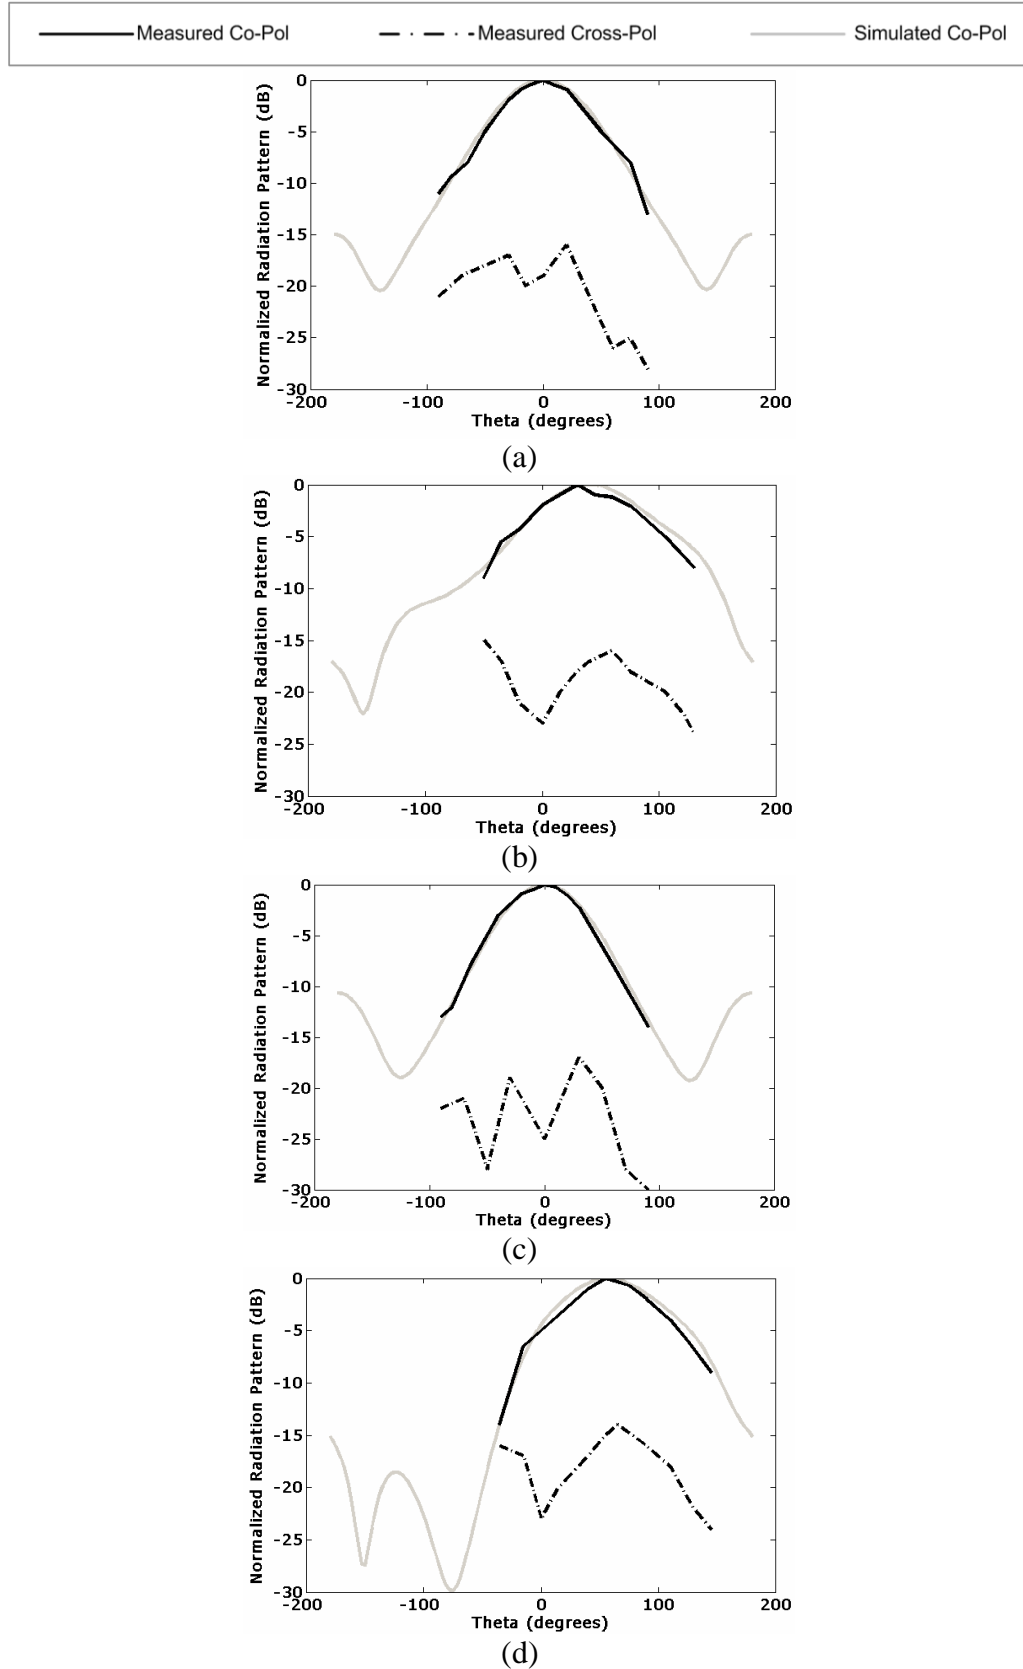 Measured Co-Pol Measured Cross-Pol Simulated Co-Pol
Normalized Radiation Pattern (dB)
0
-5
-10
-15
-20
-25
-30
-200 -100 0 100 200
Theta (degrees)
(a)
Normalized Radiation Pattern (dB)
0
-5
-10
-15
-20
-25
-30
-200 -100 0 100 200
Theta (degrees)
(b)
Normalized Radiation Pattern (dB)
0
-5
-10
-15
-20
-25
-30
-200 -100 0 100 200
Theta (degrees)
(c)
Normalized Radiation Pattern (dB)
0
-5
-10
-15
-20
-25
-30
-200 -100 0 100 200
Theta (degrees)
(d)